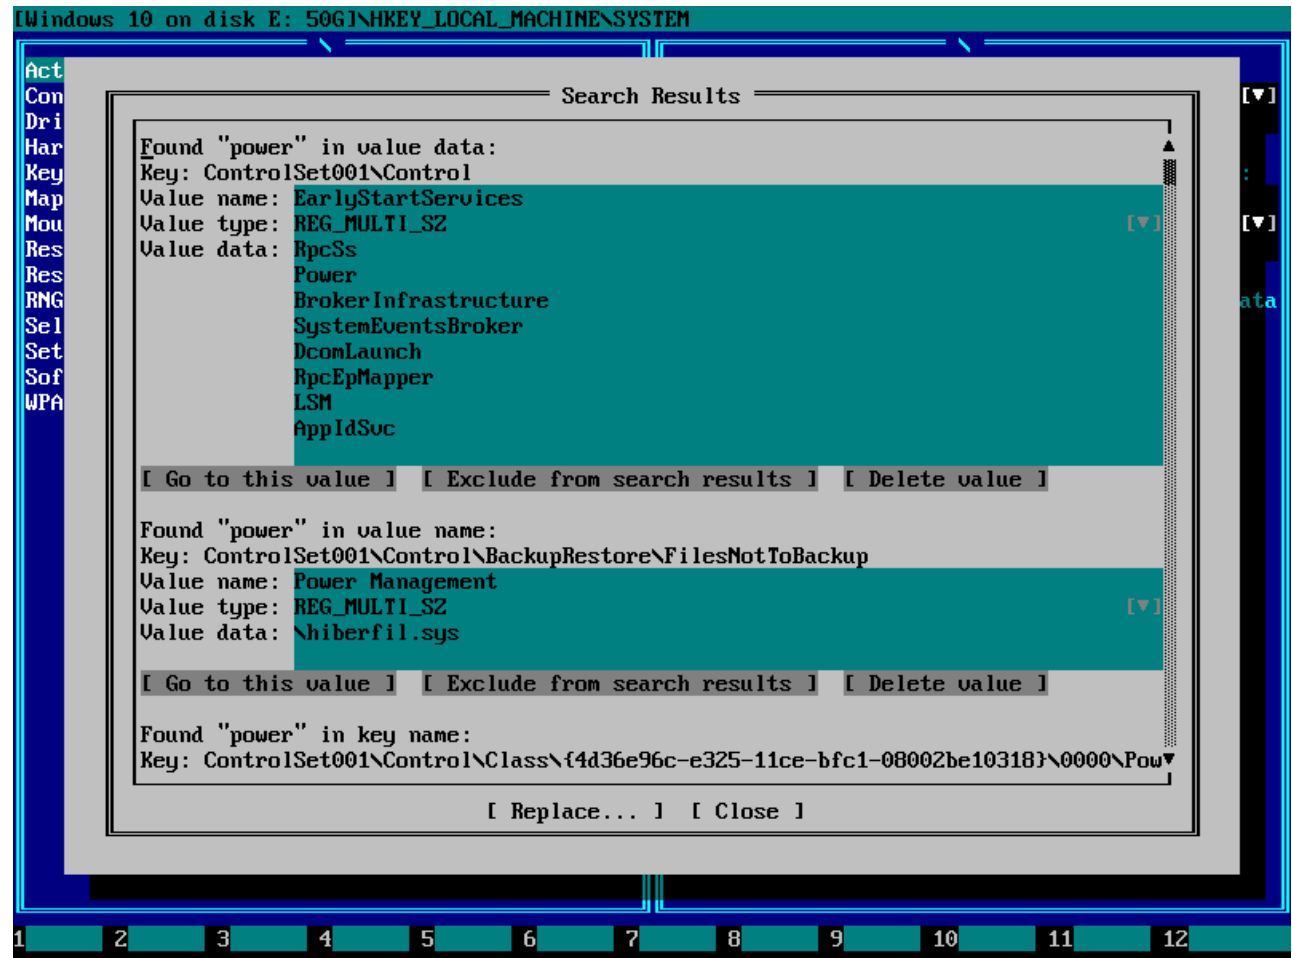 [Windows 10 on disk E: 50G]\HKEY_LOCAL_MACHINE\SYSTEM
Act
Con
Dri
Har
Key
Map
Mou
Res
Res
RNG
Sel
Set
Sof
WPA
Search Results
Found "power" in value data:
Key: ControlSet001\Control
Value name: EarlyStartServices
Value type: REG_MULTI_SZ [▼]
Value data: RpcSs
Power
BrokerInfrastructure
SystemEventsBroker
DcomLaunch
RpcEpMapper
LSM
AppIdSvc
[ Go to this value ] [ Exclude from search results ] [ Delete value ]
Found "power" in value name:
Key: ControlSet001\Control\BackupRestore\FilesNotToBackup
Value name: Power Management
Value type: REG_MULTI_SZ [▼]
Value data: \hiberfil.sys
[ Go to this value ] [ Exclude from search results ] [ Delete value ]
Found "power" in key name:
Key: ControlSet001\Control\Class\{4d36e96c-e325-11ce-bfc1-08002be10318}\0000\Pow
[ Replace... ] [ Close ]
[▼]
:
[▼]
ata
1 2 3 4 5 6 7 8 9 10 11 12